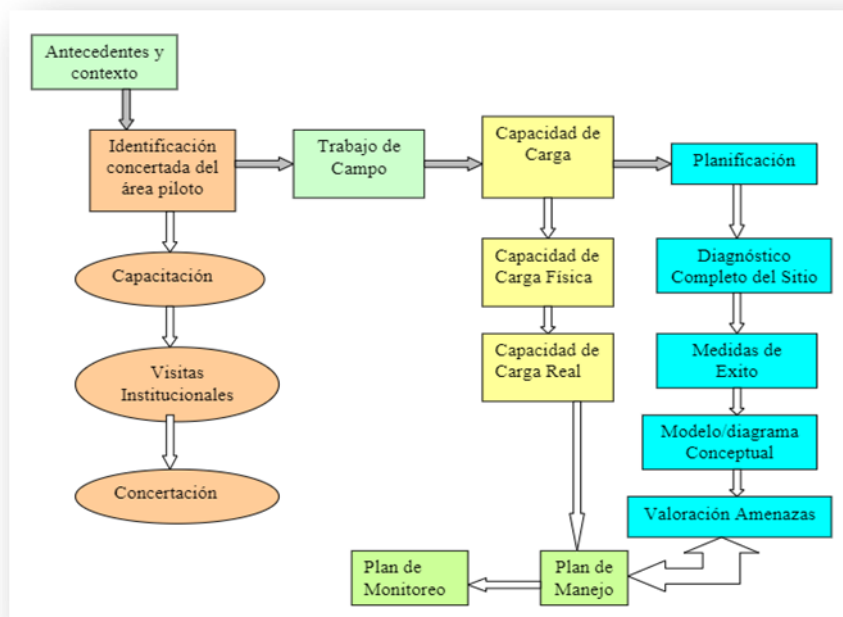 Antecedentes y
contexto
Identificación
concertada del
área piloto
Trabajo de
Campo
Capacidad de
Carga
Planificación
Capacitación
Capacidad de
Carga Física
Diagnóstico
Completo del Sitio
Visitas
Institucionales
Capacidad de
Carga Real
Medidas de
Exito
Modelo/diagrama
Conceptual
Concertación
Valoración Amenazas
Plan de
Monitoreo
Plan de
Manejo